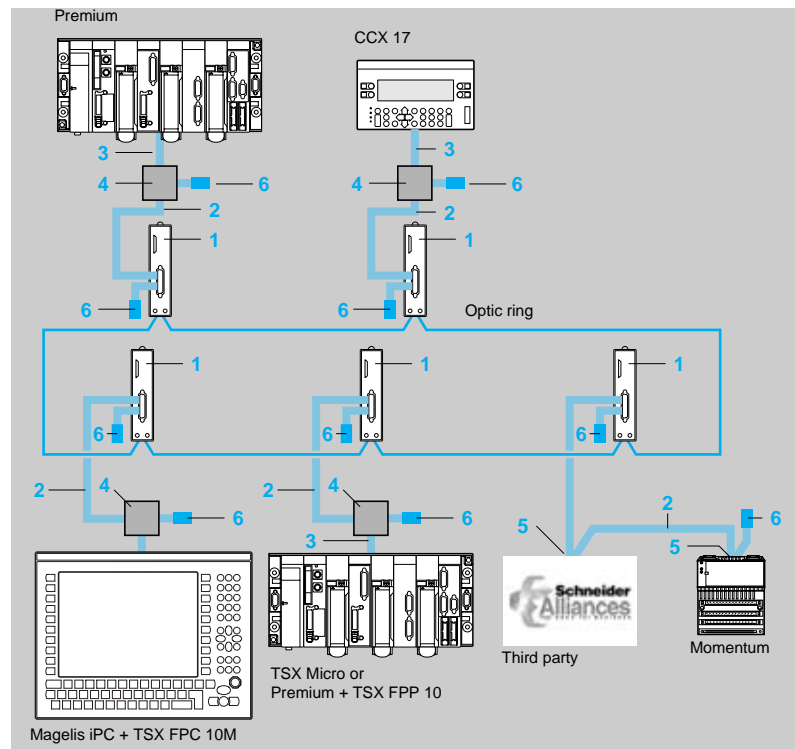 Premium
CCX 17
3
3
4
6
4
6
2
2
1
1
6
6
Optic ring
1
1
1
6
6
6
2
4
6
2
4
6
2
6
3
5
5
Schneider
Alliances
Third party
Momentum
TSX Micro or
Premium + TSX FPP 10
Magelis iPC + TSX FPC 10M